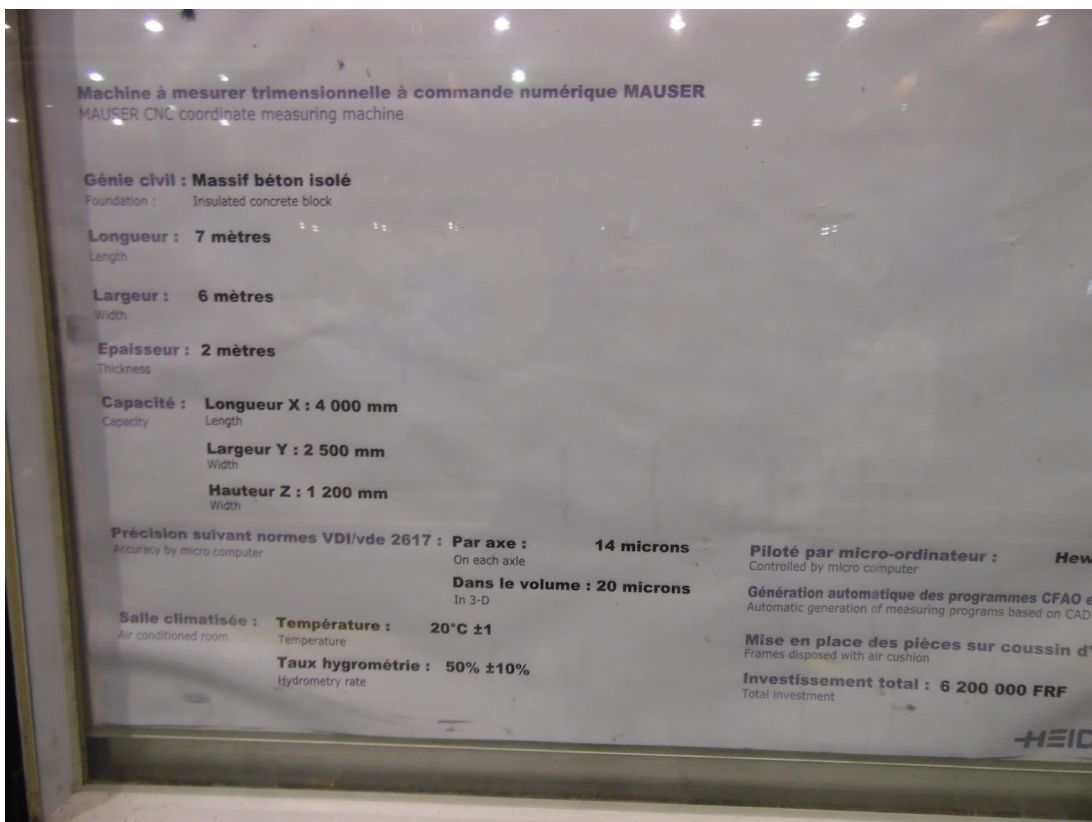 Machine à mesurer trimensionnelle à commande numérique MAUSER
MAUSER CNC coordinate measuring machine
Génie civil : Massif béton isolé
Foundation : Insulated concrete block
Longueur : 7 mètres
Length
Largeur : 6 mètres
Width
Epaisseur : 2 mètres
Thickness
Capacité : Longueur X : 4 000 mm
Capacity Length
Largeur Y : 2 500 mm
Width
Hauteur Z : 1 200 mm
Width
Précision suivant normes VDI/vde 2617 : Par axe : 14 microns
Accuracy by micro computer On each axle
Dans le volume : 20 microns
In 3-D
Salle climatisée : Température : 20°C ±1
Air conditioned room Temperature
Taux hygrométrie : 50% ±10%
Hydrometry rate
Piloté par micro-ordinateur : Hew
Controlled by micro computer
Génération automatique des programmes CFAO e
Automatic generation of measuring programs based on CAD
Mise en place des pièces sur coussin d'
Frames disposed with air cushion
Investissement total : 6 200 000 FRF
Total investment
HEID